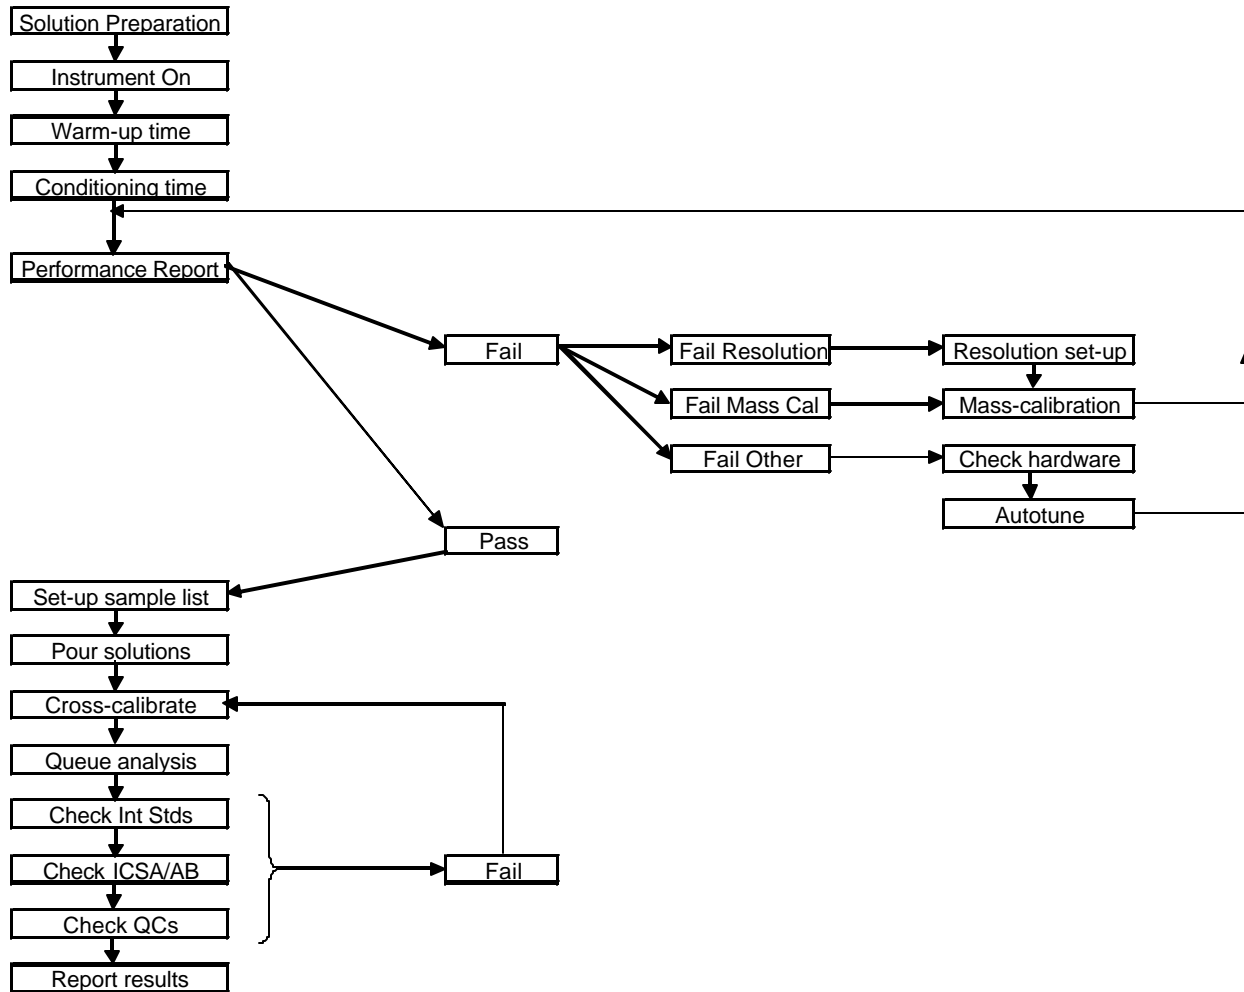 Solution Preparation
Instrument On
Warm-up time
Conditioning time
Performance Report
Fail
Fail Resolution
Resolution set-up
Fail Mass Cal
Mass-calibration
Fail Other
Check hardware
Autotune
Pass
Set-up sample list
Pour solutions
Cross-calibrate
Queue analysis
Check Int Stds
Check ICSA/AB
Fail
Check QCs
Report results